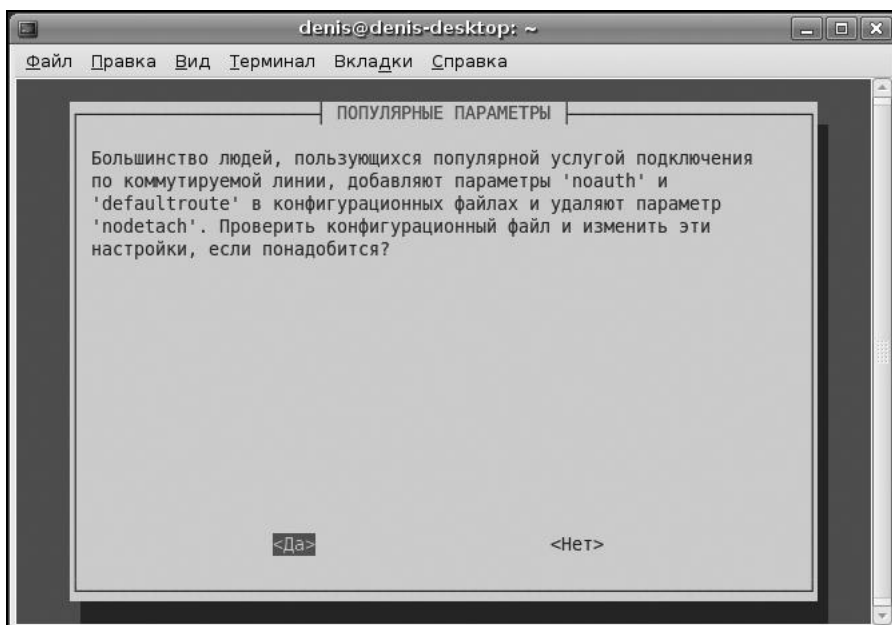 denis@denis-desktop: ~
Файл Правка Вид Терминал Вкладки Справка
ПОПУЛЯРНЫЕ ПАРАМЕТРЫ
Большинство людей, пользующихся популярной услугой подключения
по коммутируемой линии, добавляют параметры 'noauth' и
'defaultroute' в конфигурационных файлах и удаляют параметр
'nodetach'. Проверить конфигурационный файл и изменить эти
настройки, если понадобится?
<Да> <Нет>